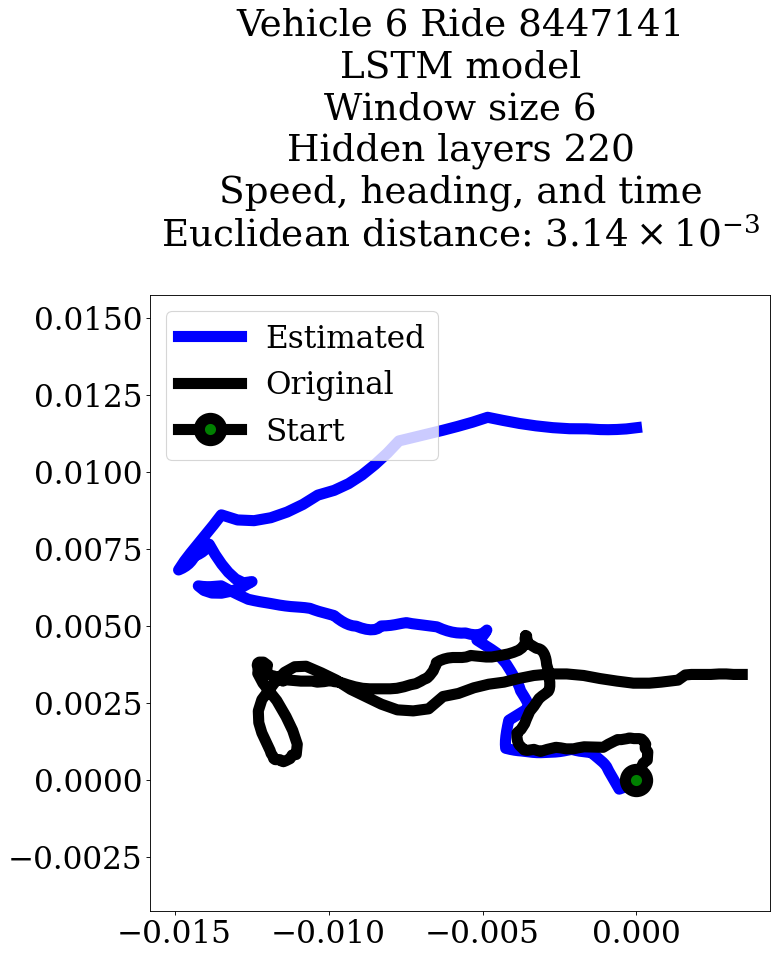 Vehicle 6 Ride 8447141
LSTM model
Window size 6
Hidden layers 220
Speed, heading, and time
Euclidean distance: 3.14 × 10⁻³
Estimated
Original
Start
0.0150
0.0125
0.0100
0.0075
0.0050
0.0025
0.0000
−0.0025
−0.015 −0.010 −0.005 0.000